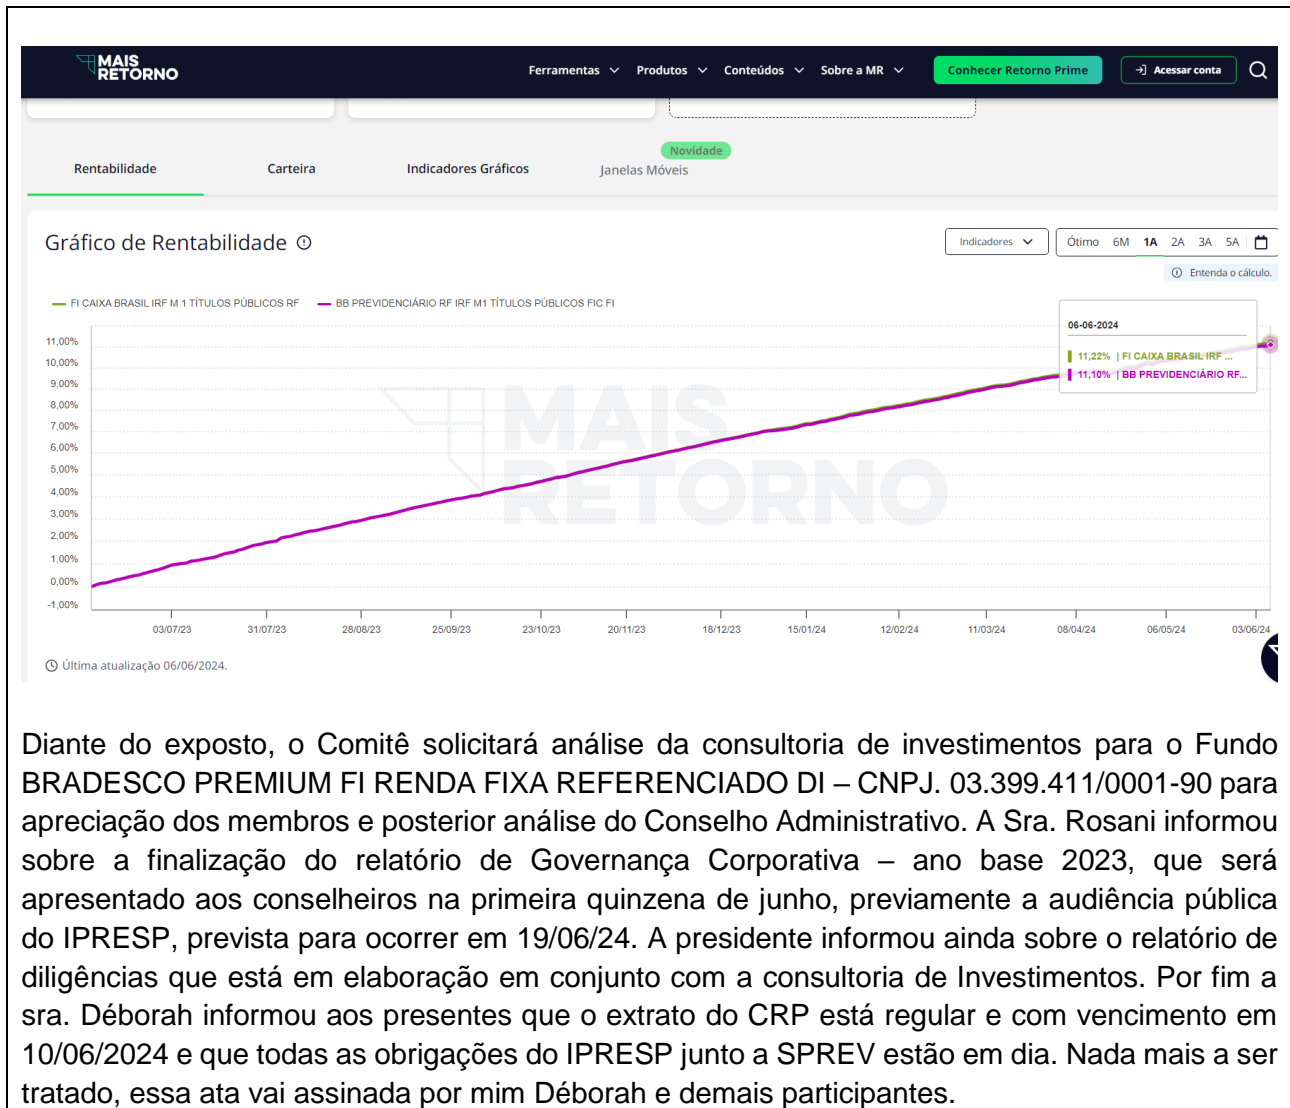 MAIS
RETORNO
Ferramentas Produtos Conteúdos Sobre a MR Conhecer Retorno Prime Acessar conta
Novidade
Rentabilidade Carteira Indicadores Gráficos Janelas Móveis
Gráfico de Rentabilidade
Indicadores Ótimo 6M 1A 2A 3A 5A
Entenda o cálculo.
FI CAIXA BRASIL IRF M 1 TÍTULOS PÚBLICOS RF BB PREVIDENCIÁRIO RF IRF M1 TÍTULOS PÚBLICOS FIC FI
06-06-2024
11,22% | FI CAIXA BRASIL IRF ...
11,10% | BB PREVIDENCIÁRIO RF...
11,00%
10,00%
9,00%
8,00%
7,00%
6,00%
5,00%
4,00%
3,00%
2,00%
1,00%
0,00%
-1,00%
MAIS
RETORNO
03/07/23 31/07/23 28/08/23 25/09/23 23/10/23 20/11/23 18/12/23 15/01/24 12/02/24 11/03/24 08/04/24 06/05/24 03/06/24
Última atualização 06/06/2024.
Diante do exposto, o Comitê solicitará análise da consultoria de investimentos para o Fundo
BRADESCO PREMIUM FI RENDA FIXA REFERENCIADO DI – CNPJ. 03.399.411/0001-90 para
apreciação dos membros e posterior análise do Conselho Administrativo. A Sra. Rosani informou
sobre a finalização do relatório de Governança Corporativa – ano base 2023, que será
apresentado aos conselheiros na primeira quinzena de junho, previamente a audiência pública
do IPRESP, prevista para ocorrer em 19/06/24. A presidente informou ainda sobre o relatório de
diligências que está em elaboração em conjunto com a consultoria de Investimentos. Por fim a
sra. Déborah informou aos presentes que o extrato do CRP está regular e com vencimento em
10/06/2024 e que todas as obrigações do IPRESP junto a SPREV estão em dia. Nada mais a ser
tratado, essa ata vai assinada por mim Déborah e demais participantes.